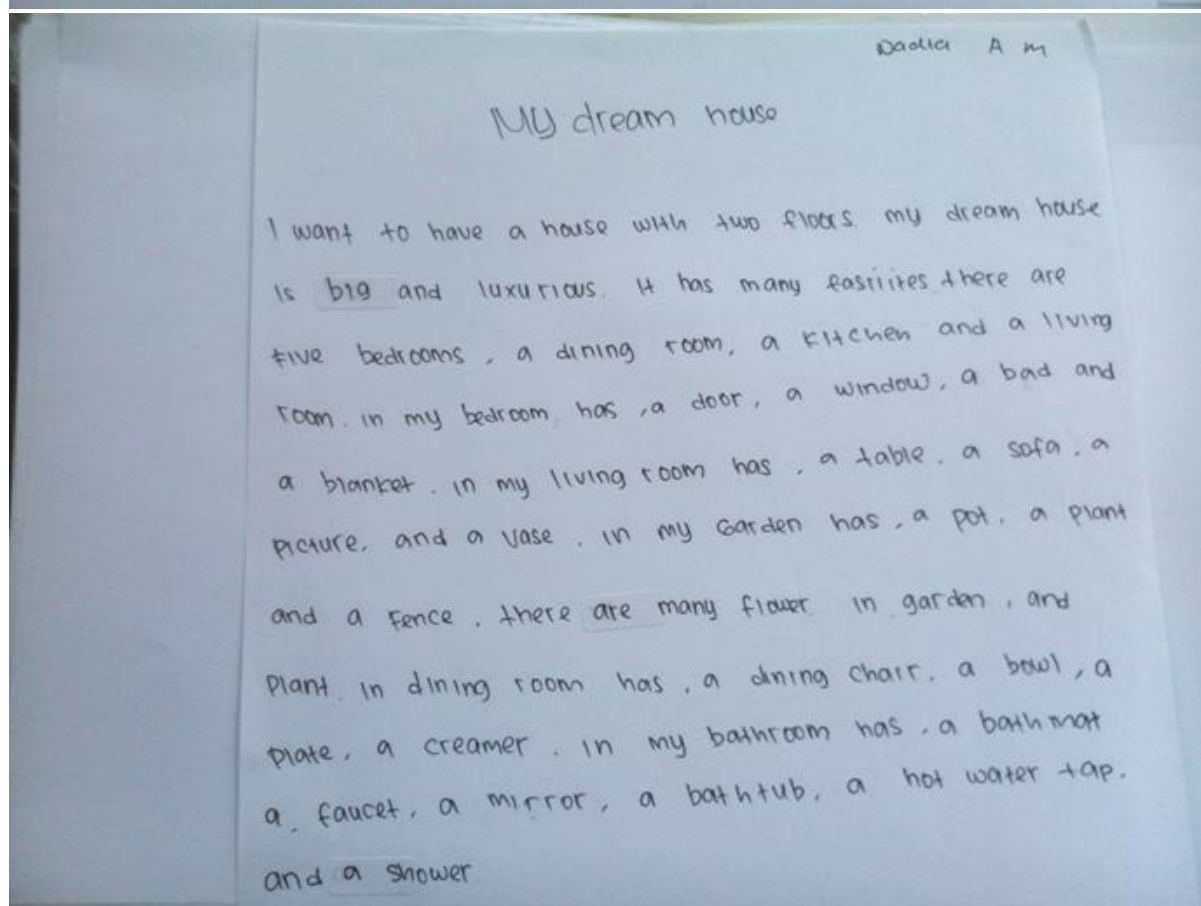 Nadia A M
My dream house
I want to have a house with two floors. my dream house
is big and luxurious. It has many fasriites there are
five bedrooms, a dining room, a kitchen and a living
room. in my bedroom has, a door, a window, a bad and
a blanket. in my living room has, a table, a sofa, a
picture, and a vase. in my Garden has, a pot, a plant
and a fence. there are many flower in garden, and
plant. in dining room has, a dining chair, a bowl, a
plate, a creamer. in my bathroom has, a bath matt
a, faucet, a mirror, a bathtub, a hot water tap,
and a shower